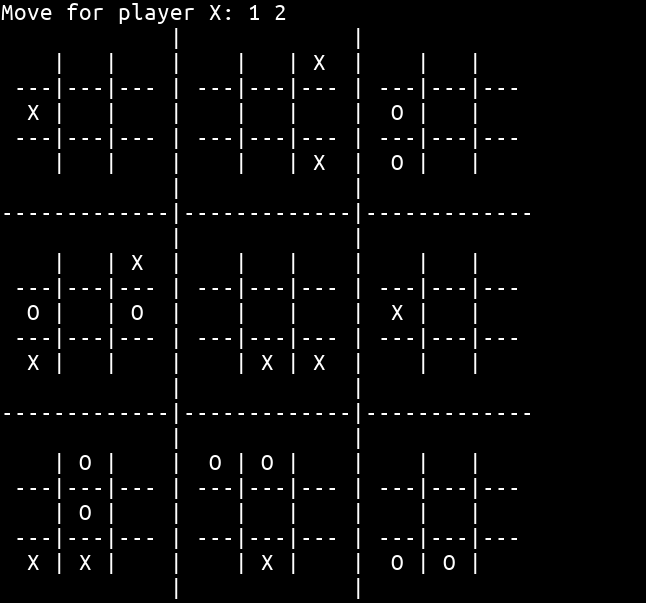 Move for player X: 1 2
              |             |
    |   |     |     |   | X |     |   |
 ---|---|---  |  ---|---|--- |  ---|---|---
  X |   |     |     |   |   |   O |   |
 ---|---|---  |  ---|---|--- |  ---|---|---
    |   |     |     |   | X |   O |   |
              |             |
-------------|-------------|-------------
              |             |
    |   | X   |     |   |   |     |   |
 ---|---|---  |  ---|---|--- |  ---|---|---
  O |   | O   |     |   |   |   X |   |
 ---|---|---  |  ---|---|--- |  ---|---|---
  X |   |     |     | X | X |     |   |
              |             |
-------------|-------------|-------------
              |             |
    | O |     |   O | O |   |     |   |
 ---|---|---  |  ---|---|--- |  ---|---|---
    | O |     |     |   |   |     |   |
 ---|---|---  |  ---|---|--- |  ---|---|---
  X | X |     |     | X |   |   O | O |
              |             |